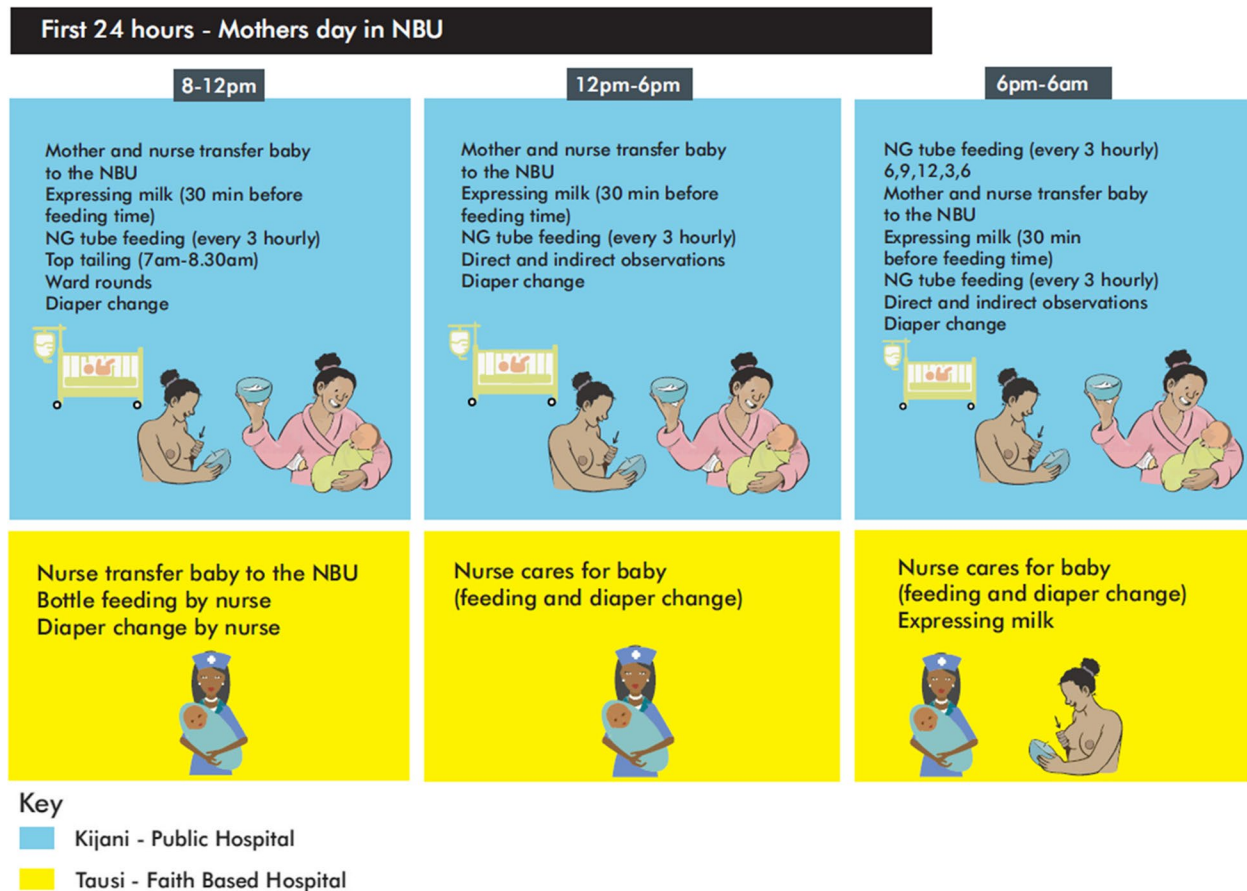 First 24 hours - Mothers day in NBU
8-12pm
Mother and nurse transfer baby
to the NBU
Expressing milk (30 min before
feeding time)
NG tube feeding (every 3 hourly)
Top tailing (7am-8.30am)
Ward rounds
Diaper change
12pm-6pm
Mother and nurse transfer baby
to the NBU
Expressing milk (30 min before
feeding time)
NG tube feeding (every 3 hourly)
Direct and indirect observations
Diaper change
6pm-6am
NG tube feeding (every 3 hourly)
6,9,12,3,6
Mother and nurse transfer baby
to the NBU
Expressing milk (30 min
before feeding time)
NG tube feeding (every 3 hourly)
Direct and indirect observations
Diaper change
Nurse transfer baby to the NBU
Bottle feeding by nurse
Diaper change by nurse
Nurse cares for baby
(feeding and diaper change)
Nurse cares for baby
(feeding and diaper change)
Expressing milk
Key
Kijani - Public Hospital
Tausi - Faith Based Hospital